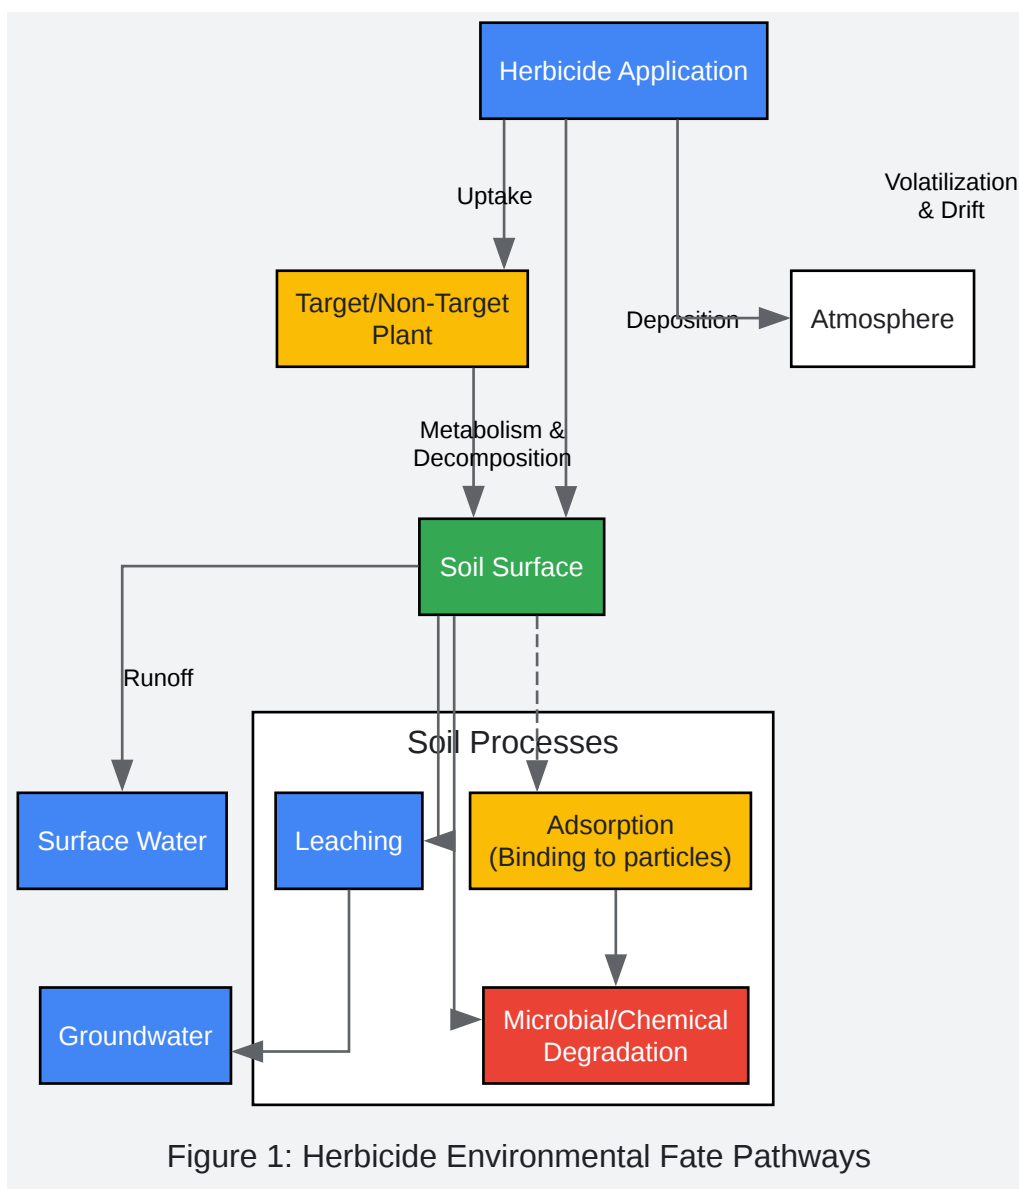 Herbicide Application
Volatilization
& Drift
Uptake
Target/Non-Target
Plant
Deposition
Atmosphere
Metabolism &
Decomposition
Soil Surface
Runoff
Soil Processes
Surface Water
Leaching
Adsorption
(Binding to particles)
Groundwater
Microbial/Chemical
Degradation
Figure 1: Herbicide Environmental Fate Pathways